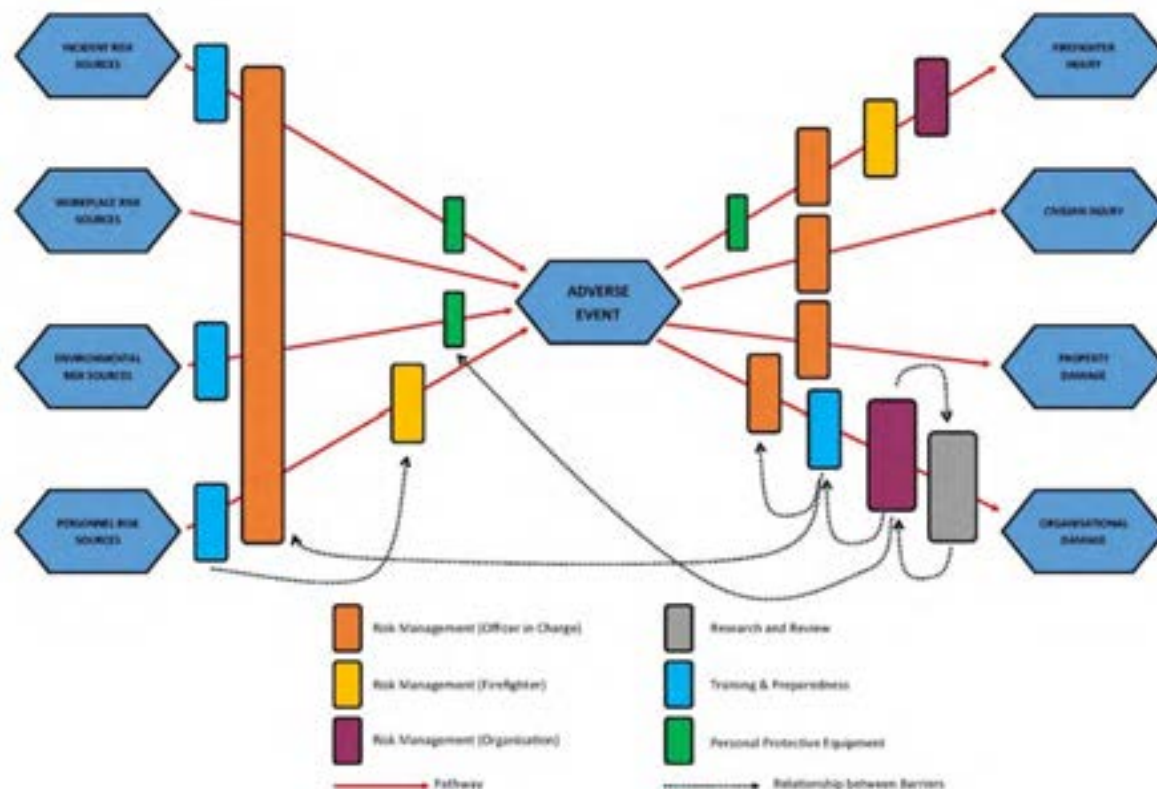 INCIDENT RISK
SOURCES
FIREFIGHTER
INJURY
WORKPLACE RISK
SOURCES
CIVILIAN INJURY
ADVERSE
EVENT
ENVIRONMENTAL
RISK SOURCES
PROPERTY
DAMAGE
PERSONNEL RISK
SOURCES
ORGANISATIONAL
DAMAGE
Risk Management (Officer in Charge)
Research and Review
Risk Management (Firefighter)
Training & Preparedness
Risk Management (Organisation)
Personal Protective Equipment
Pathway
Relationship between Barriers